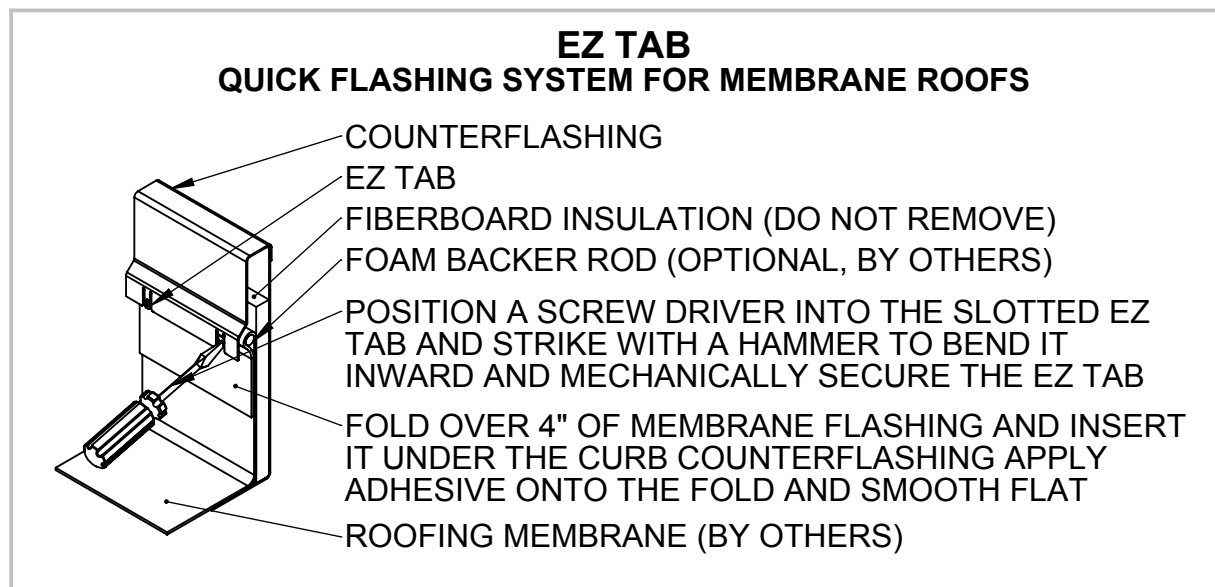 EZ TAB
QUICK FLASHING SYSTEM FOR MEMBRANE ROOFS
COUNTERFLASHING
EZ TAB
FIBERBOARD INSULATION (DO NOT REMOVE)
FOAM BACKER ROD (OPTIONAL, BY OTHERS)
POSITION A SCREW DRIVER INTO THE SLOTTED EZ
TAB AND STRIKE WITH A HAMMER TO BEND IT
INWARD AND MECHANICALLY SECURE THE EZ TAB
FOLD OVER 4" OF MEMBRANE FLASHING AND INSERT
IT UNDER THE CURB COUNTERFLASHING APPLY
ADHESIVE ONTO THE FOLD AND SMOOTH FLAT
ROOFING MEMBRANE (BY OTHERS)